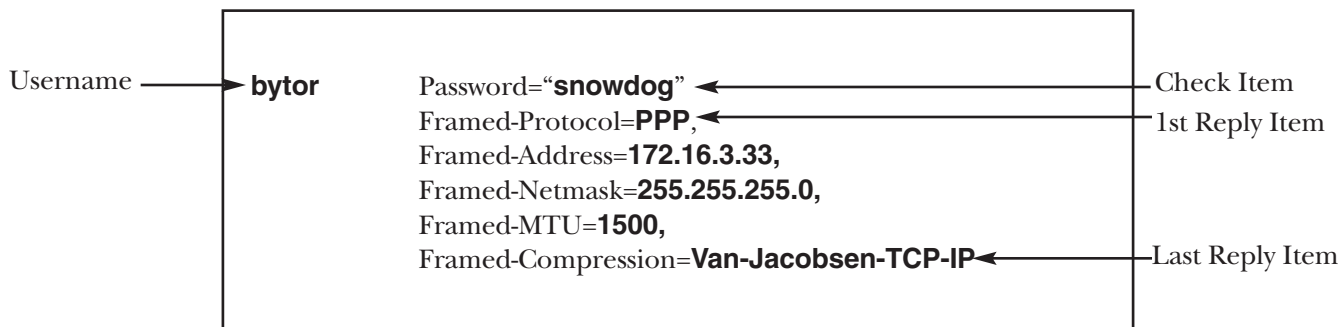 Username bytor Password=“snowdog” Check Item
Framed-Protocol=PPP, 1st Reply Item
Framed-Address=172.16.3.33,
Framed-Netmask=255.255.255.0,
Framed-MTU=1500,
Framed-Compression=Van-Jacobsen-TCP-IP Last Reply Item